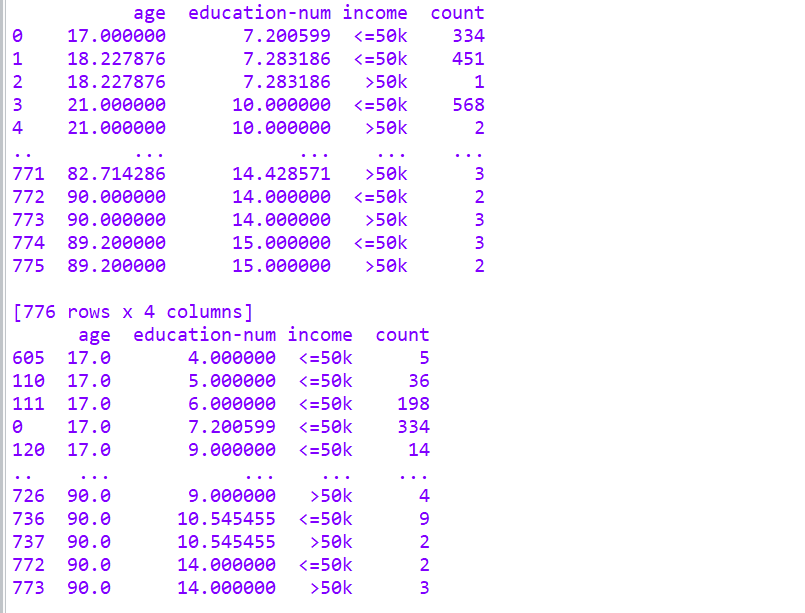 age education-num income count
0 17.000000 7.200599 <=50k 334
1 18.227876 7.283186 <=50k 451
2 18.227876 7.283186 >50k 1
3 21.000000 10.000000 <=50k 568
4 21.000000 10.000000 >50k 2
.. ... ... ... ...
771 82.714286 14.428571 >50k 3
772 90.000000 14.000000 <=50k 2
773 90.000000 14.000000 >50k 3
774 89.200000 15.000000 <=50k 3
775 89.200000 15.000000 >50k 2
[776 rows x 4 columns]
age education-num income count
605 17.0 4.000000 <=50k 5
110 17.0 5.000000 <=50k 36
111 17.0 6.000000 <=50k 198
0 17.0 7.200599 <=50k 334
120 17.0 9.000000 <=50k 14
.. ... ... ... ...
726 90.0 9.000000 >50k 4
736 90.0 10.545455 <=50k 9
737 90.0 10.545455 >50k 2
772 90.0 14.000000 <=50k 2
773 90.0 14.000000 >50k 3